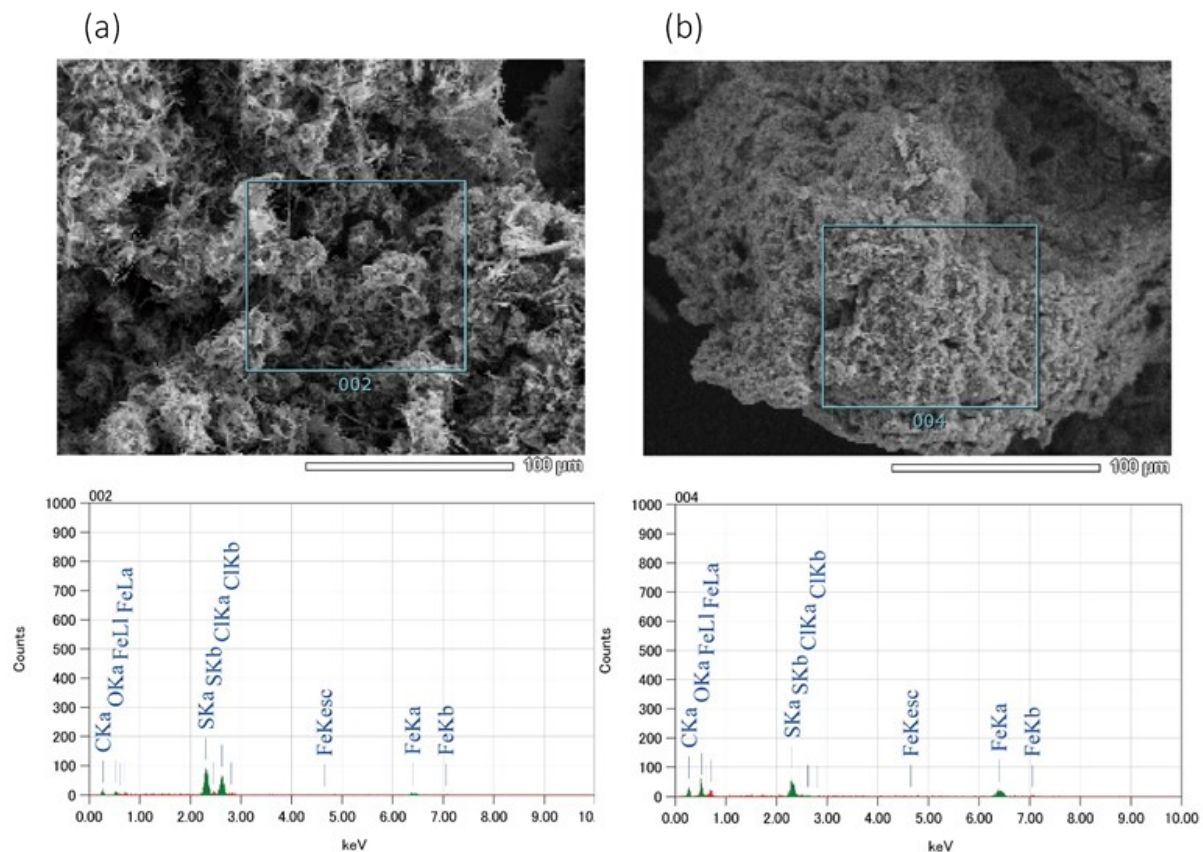 (a)
(b)
002
004
100 µm
100 µm
002
1000
900
800
700
600
500
400
300
200
100
0
Counts
CKa
OKa
FeLl
FeLa
SKa
SKb
ClKa
ClKb
FeKesc
FeKa
FeKb
0.00 1.00 2.00 3.00 4.00 5.00 6.00 7.00 8.00 9.00 10.
keV
004
1000
900
800
700
600
500
400
300
200
100
0
Counts
CKa
OKa
FeLl
FeLa
SKa
SKb
ClKa
ClKb
FeKesc
FeKa
FeKb
0.00 1.00 2.00 3.00 4.00 5.00 6.00 7.00 8.00 9.00 10.00
keV